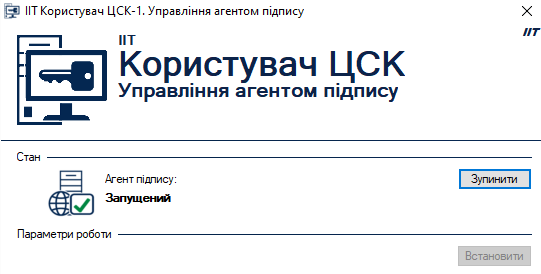 ІІТ Користувач ЦСК-1. Управління агентом підпису
ІІТ
ІІТ
Користувач ЦСК
Управління агентом підпису
Стан
Агент підпису:
Зупинити
Запущений
Параметри роботи
Встановити